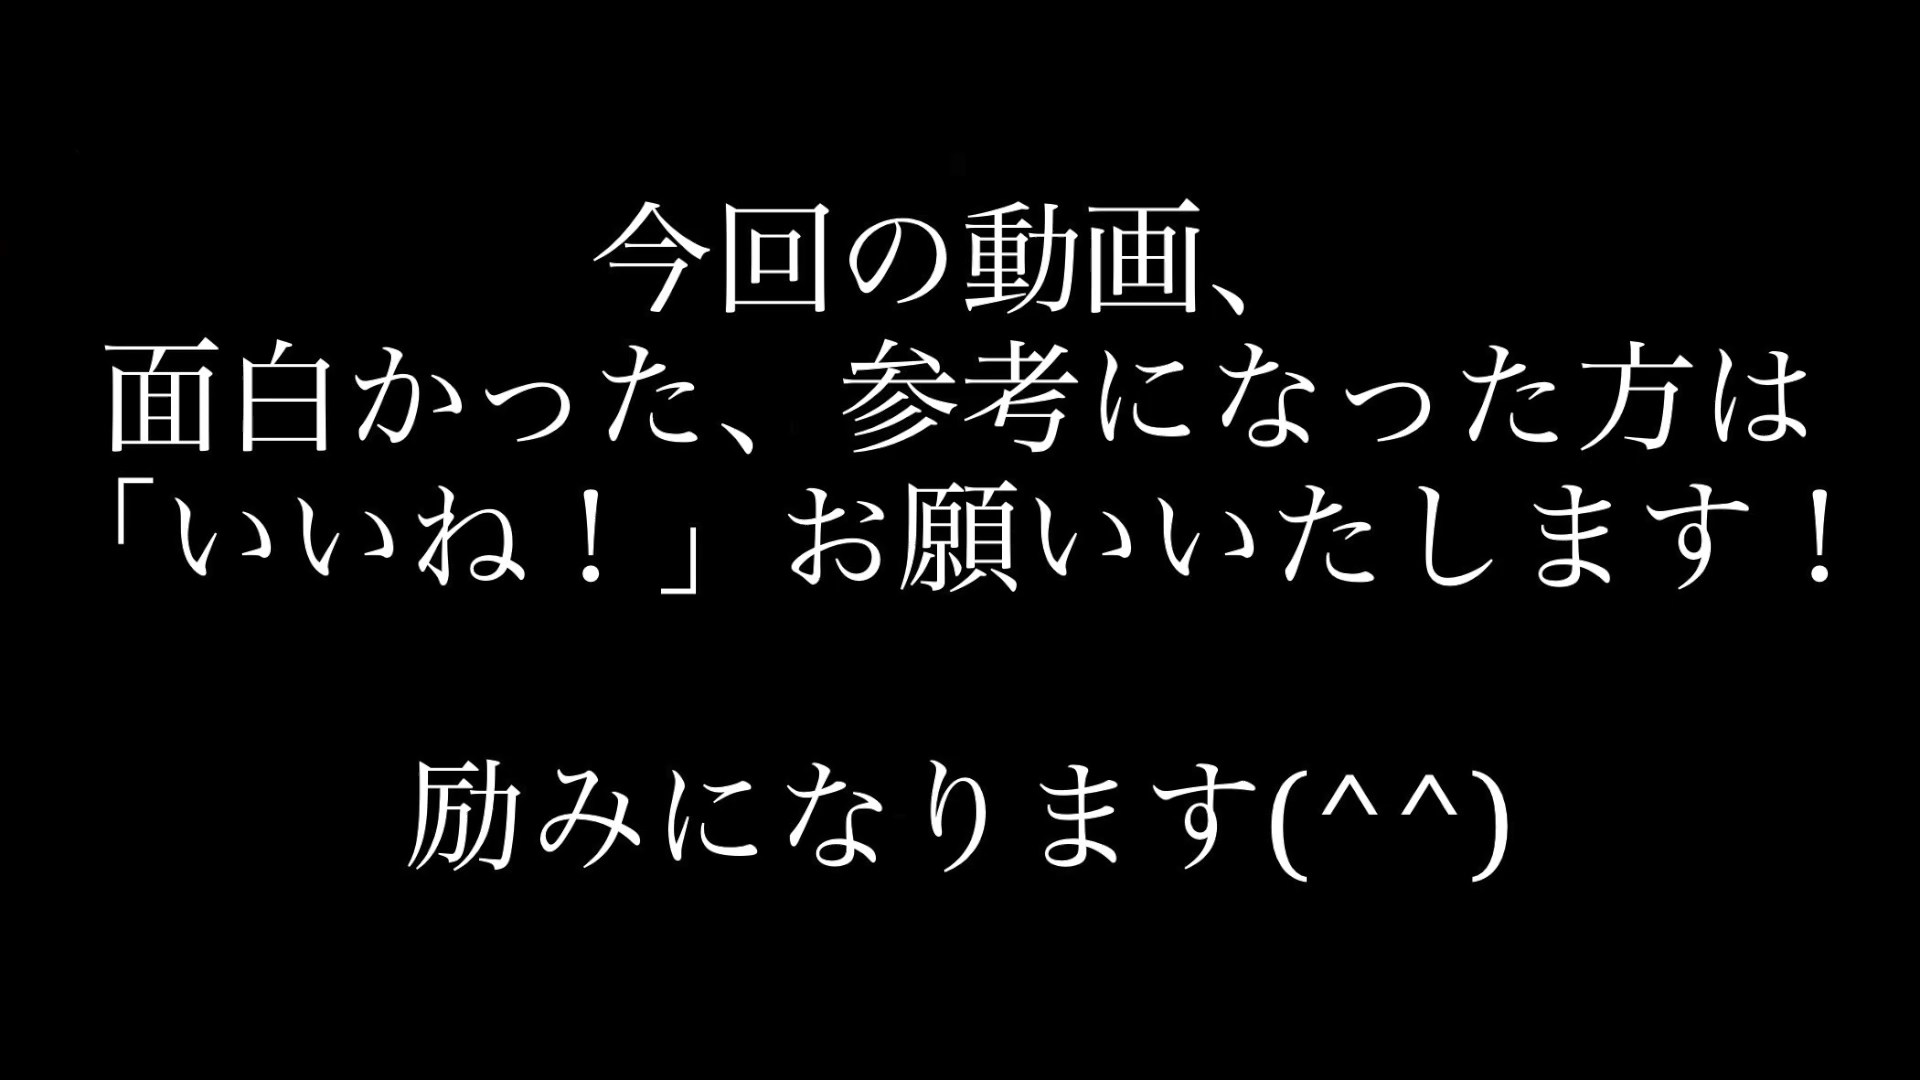 今回の動画、
面白かった、参考になった方は
「いいね！」お願いいたします！
励みになります(^^)